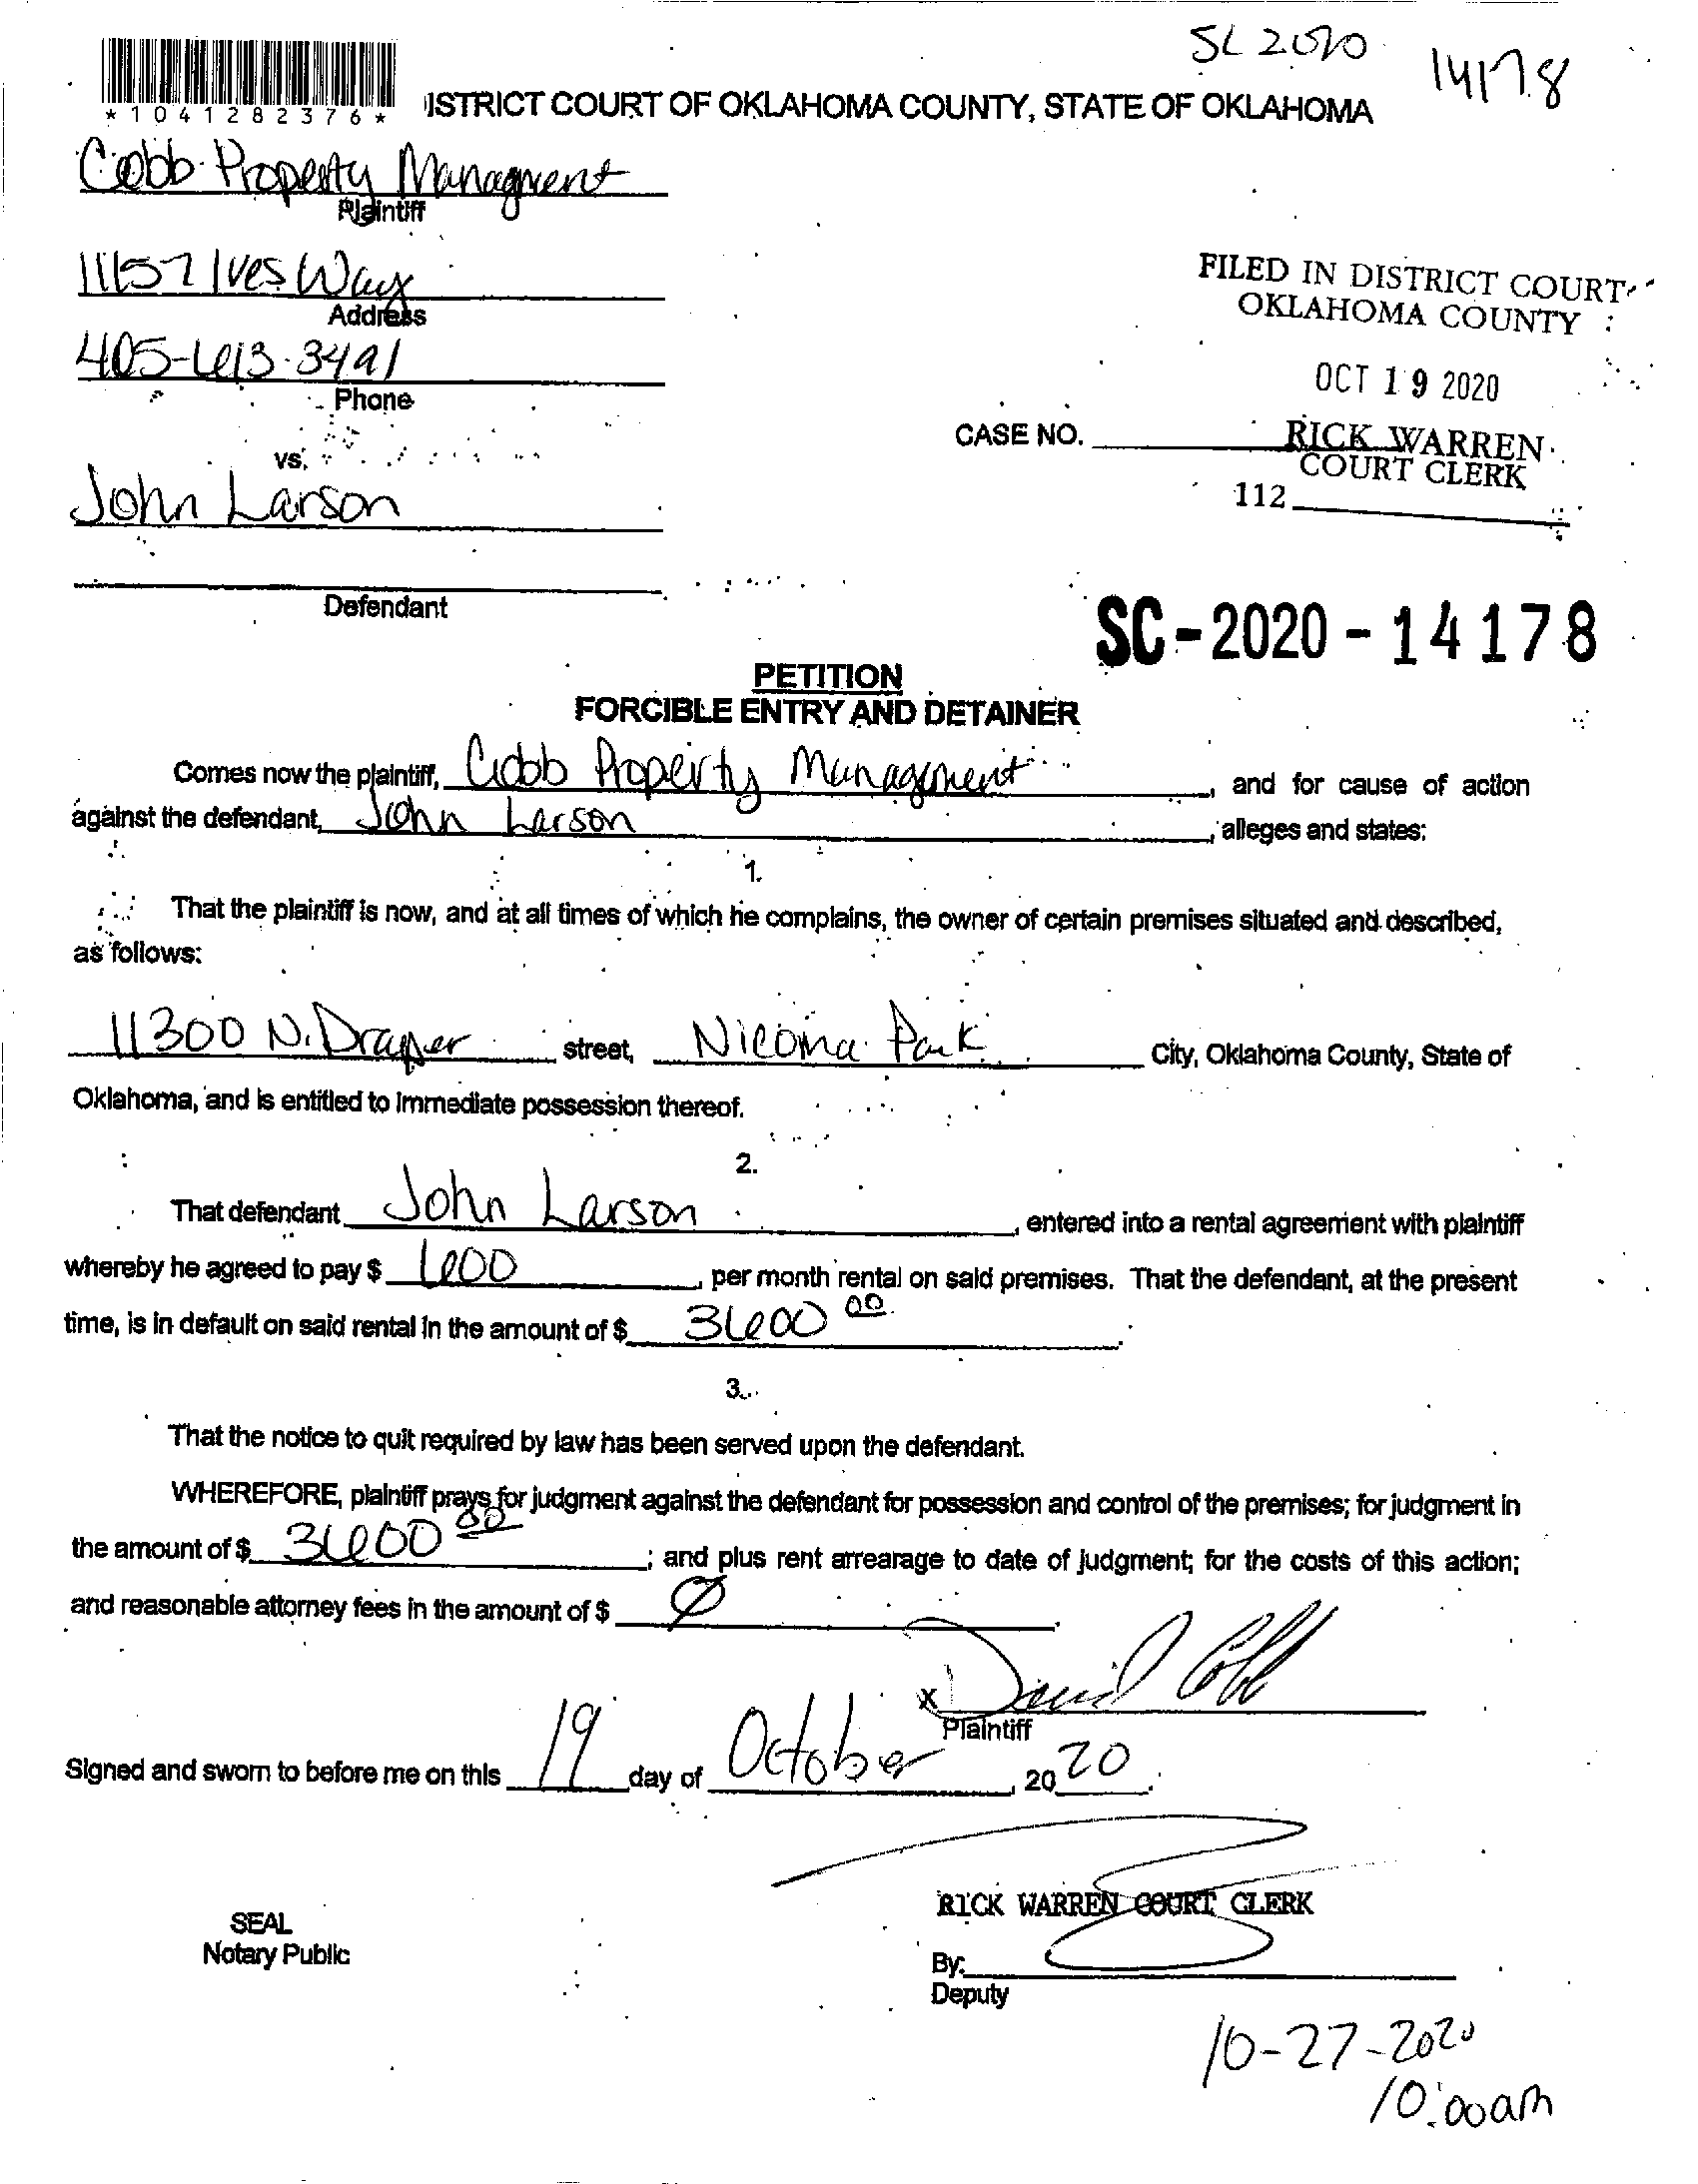 SC 2020
14178
*1041282376*
ISTRICT COURT OF OKLAHOMA COUNTY, STATE OF OKLAHOMA
Cobb Property Managment
Plaintiff
11157 Ives Way
Address
FILED IN DISTRICT COURT
OKLAHOMA COUNTY
405-613-3491
Phone
OCT 19 2020
CASE NO.
RICK WARREN
COURT CLERK
vs.
112
John Larson
Defendant
SC-2020-14178
PETITION
FORCIBLE ENTRY AND DETAINER
Comes now the plaintiff, Cobb Property Management, and for cause of action
against the defendant, John Larson, alleges and states:
1.
That the plaintiff is now, and at all times of which he complains, the owner of certain premises situated and described,
as follows:
11300 N. Draper street, Nicoma Park City, Oklahoma County, State of
Oklahoma, and is entitled to immediate possession thereof.
2.
That defendant John Larson, entered into a rental agreement with plaintiff
whereby he agreed to pay $ 600, per month rental on said premises. That the defendant, at the present
time, is in default on said rental in the amount of $ 3600 00.
3.
That the notice to quit required by law has been served upon the defendant.
WHEREFORE, plaintiff prays for judgment against the defendant for possession and control of the premises; for judgment in
the amount of $ 3600 00; and plus rent arrearage to date of judgment; for the costs of this action;
and reasonable attorney fees in the amount of $ Ø.
X David Cobb
Plaintiff
Signed and sworn to before me on this 19 day of October, 2020.
RICK WARREN COURT CLERK
SEAL
Notary Public
By:
Deputy
10-27-2020
10:00am